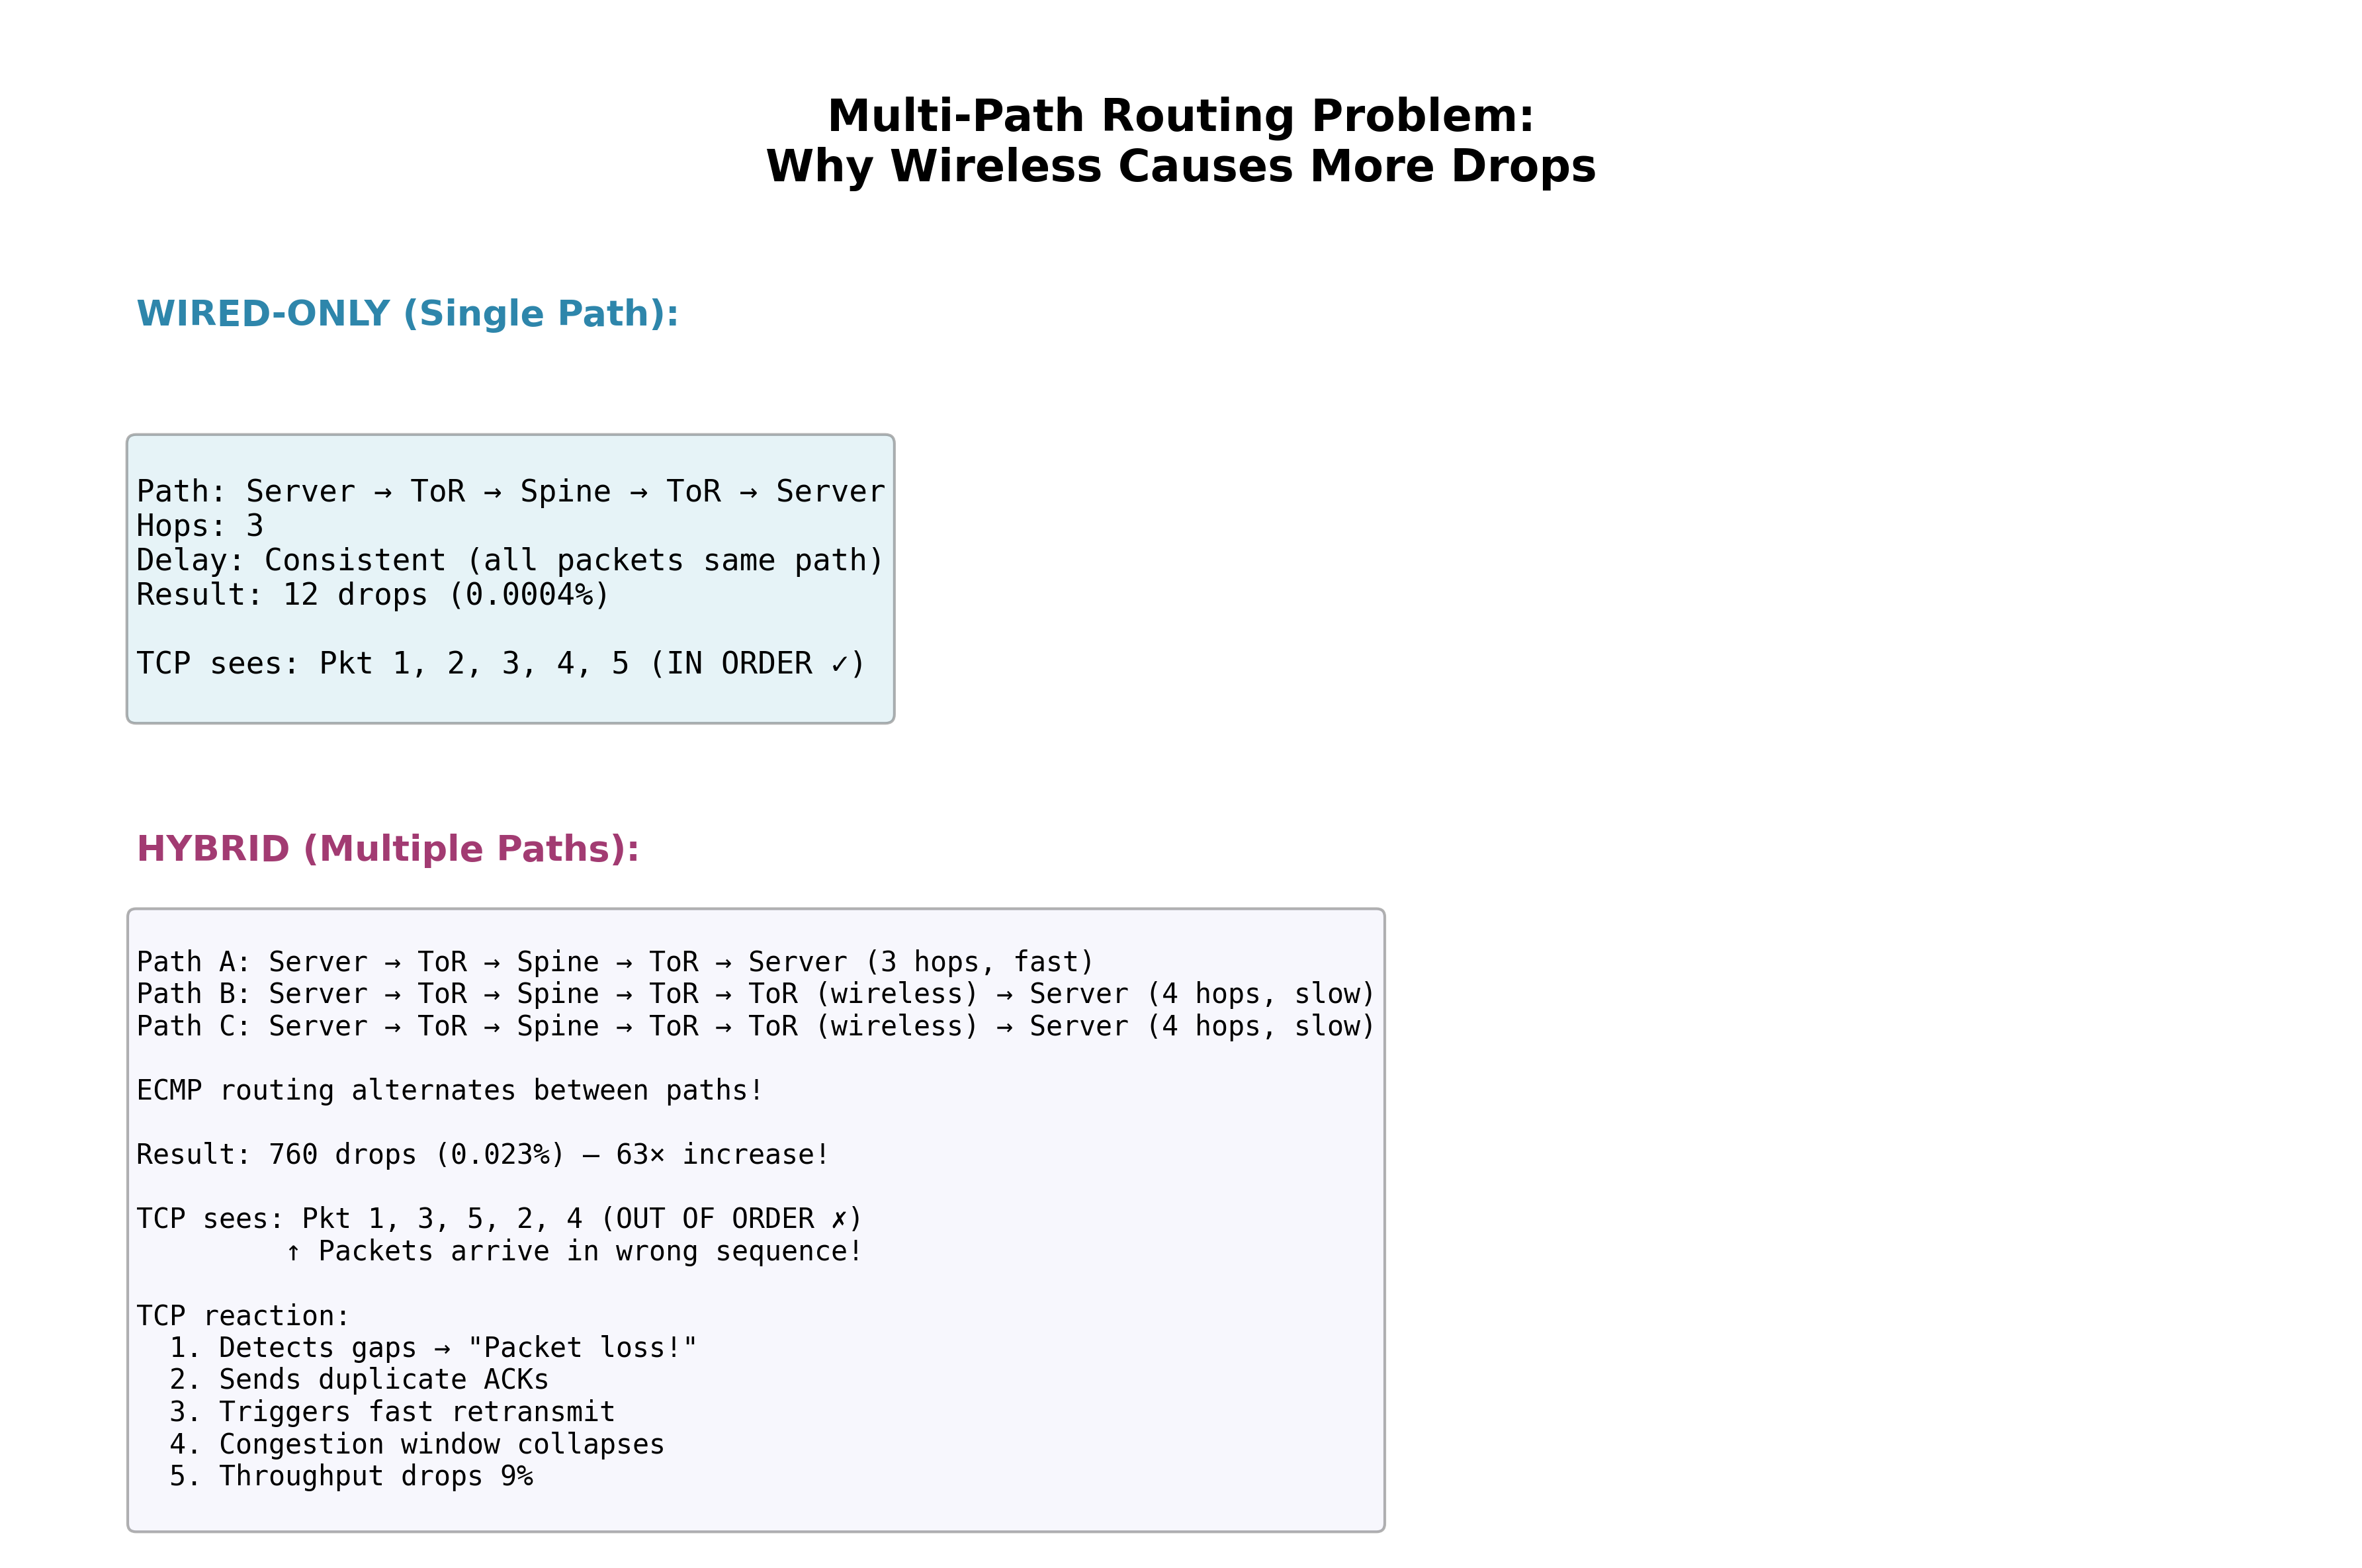 Multi-Path Routing Problem:
Why Wireless Causes More Drops
WIRED-ONLY (Single Path):
Path: Server → ToR → Spine → ToR → Server
Hops: 3
Delay: Consistent (all packets same path)
Result: 12 drops (0.0004%)
TCP sees: Pkt 1, 2, 3, 4, 5 (IN ORDER ✓)
HYBRID (Multiple Paths):
Path A: Server → ToR → Spine → ToR → Server (3 hops, fast)
Path B: Server → ToR → Spine → ToR → ToR (wireless) → Server (4 hops, slow)
Path C: Server → ToR → Spine → ToR → ToR (wireless) → Server (4 hops, slow)
ECMP routing alternates between paths!
Result: 760 drops (0.023%) — 63× increase!
TCP sees: Pkt 1, 3, 5, 2, 4 (OUT OF ORDER ✗)
↑ Packets arrive in wrong sequence!
TCP reaction:
1. Detects gaps → "Packet loss!"
2. Sends duplicate ACKs
3. Triggers fast retransmit
4. Congestion window collapses
5. Throughput drops 9%